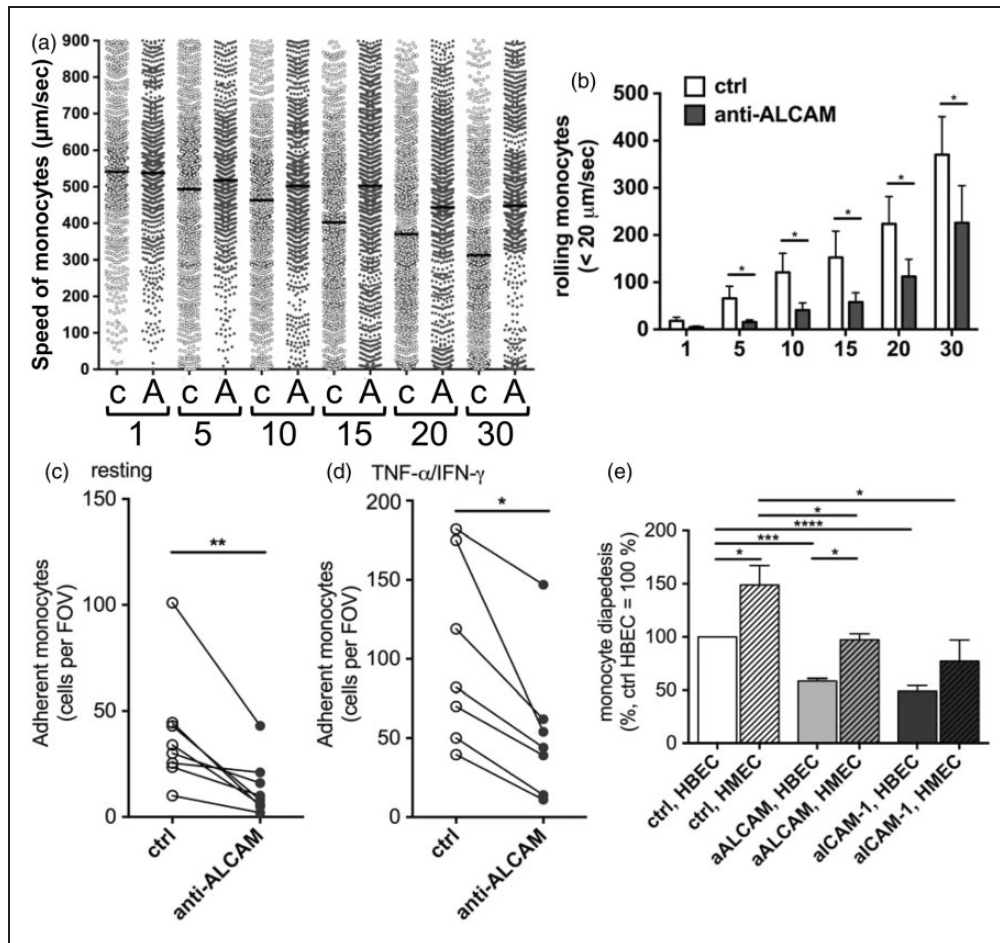 (a)
Speed of monocytes (μm/sec)
900
800
700
600
500
400
300
200
100
0
c A c A c A c A c A c A
1 5 10 15 20 30
(b)
ctrl
anti-ALCAM
rolling monocytes
(< 20 μm/sec)
500
400
300
200
100
0
* * * * *
1 5 10 15 20 30
(c) resting
Adherent monocytes
(cells per FOV)
150
100
50
0
**
ctrl
anti-ALCAM
(d) TNF-α/IFN-γ
Adherent monocytes
(cells per FOV)
200
150
100
50
0
*
ctrl
anti-ALCAM
(e)
monocyte diapedesis
(%, ctrl HBEC = 100 %)
200
150
100
50
0
*
*
****
***
* *
ctrl, HBEC
ctrl, HMEC
aALCAM, HBEC
aALCAM, HMEC
aICAM-1, HBEC
aICAM-1, HMEC